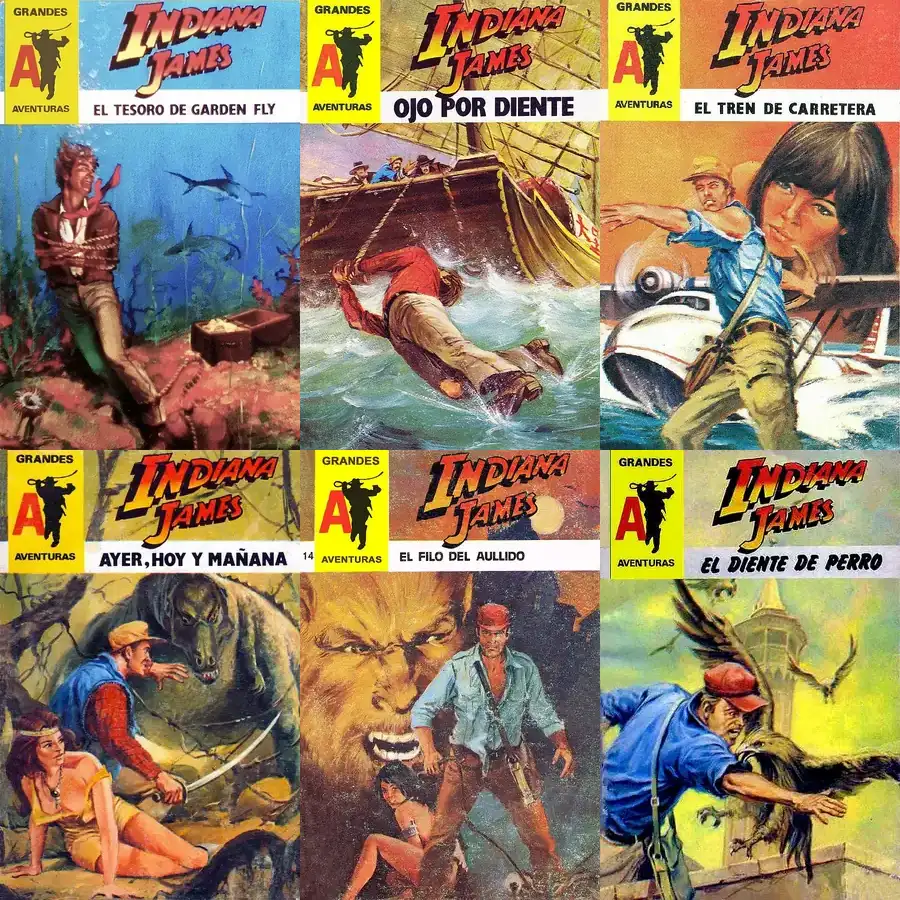 GRANDES
A
AVENTURAS
INDIANA
JAMES
EL TESORO DE GARDEN FLY
GRANDES
A
AVENTURAS
INDIANA
JAMES
OJO POR DIENTE
GRANDES
A
AVENTURAS
INDIANA
JAMES
EL TREN DE CARRETERA
GRANDES
A
AVENTURAS
INDIANA
JAMES
AYER, HOY Y MAÑANA
14
GRANDES
A
AVENTURAS
INDIANA
JAMES
EL FILO DEL AULLIDO
GRANDES
A
AVENTURAS
INDIANA
JAMES
EL DIENTE DE PERRO